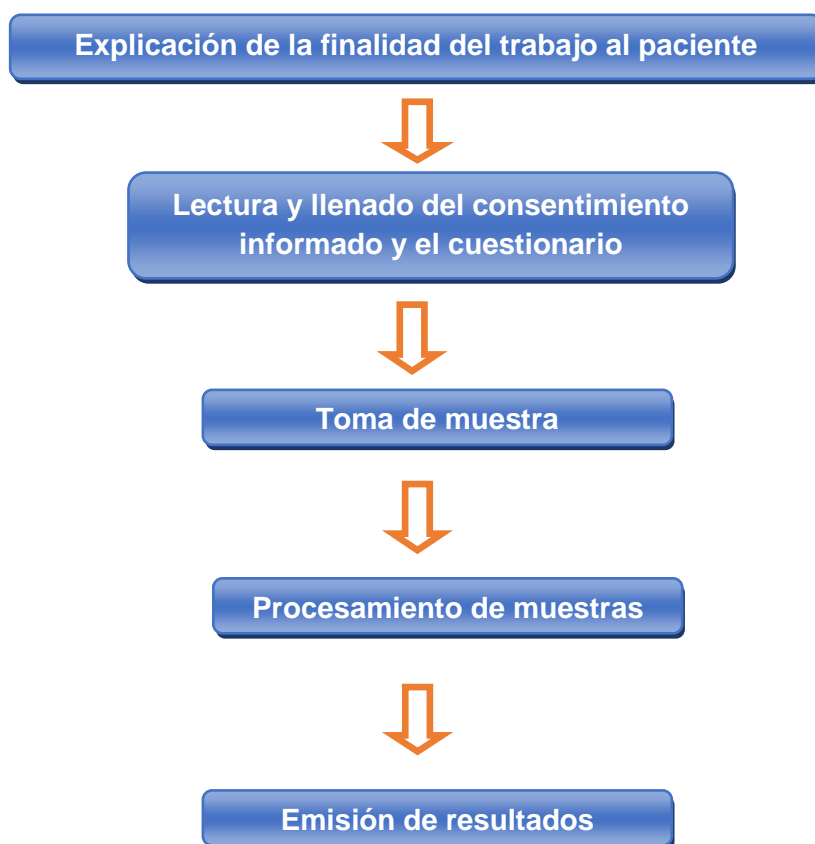 Explicación de la finalidad del trabajo al paciente
Lectura y llenado del consentimiento
informado y el cuestionario
Toma de muestra
Procesamiento de muestras
Emisión de resultados